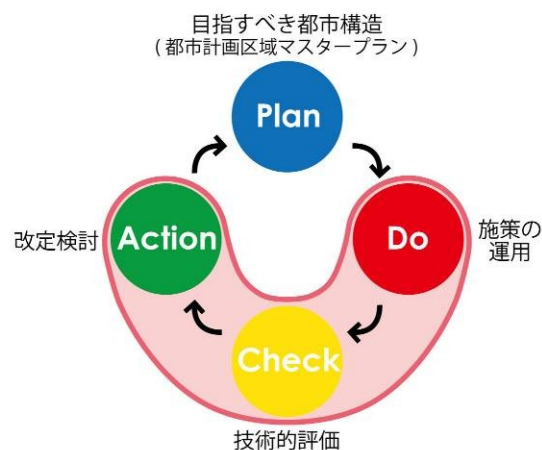 目指すべき都市構造
( 都市計画区域マスタープラン )
Plan
改定検討
Action
Do
施策の
運用
Check
技術的評価